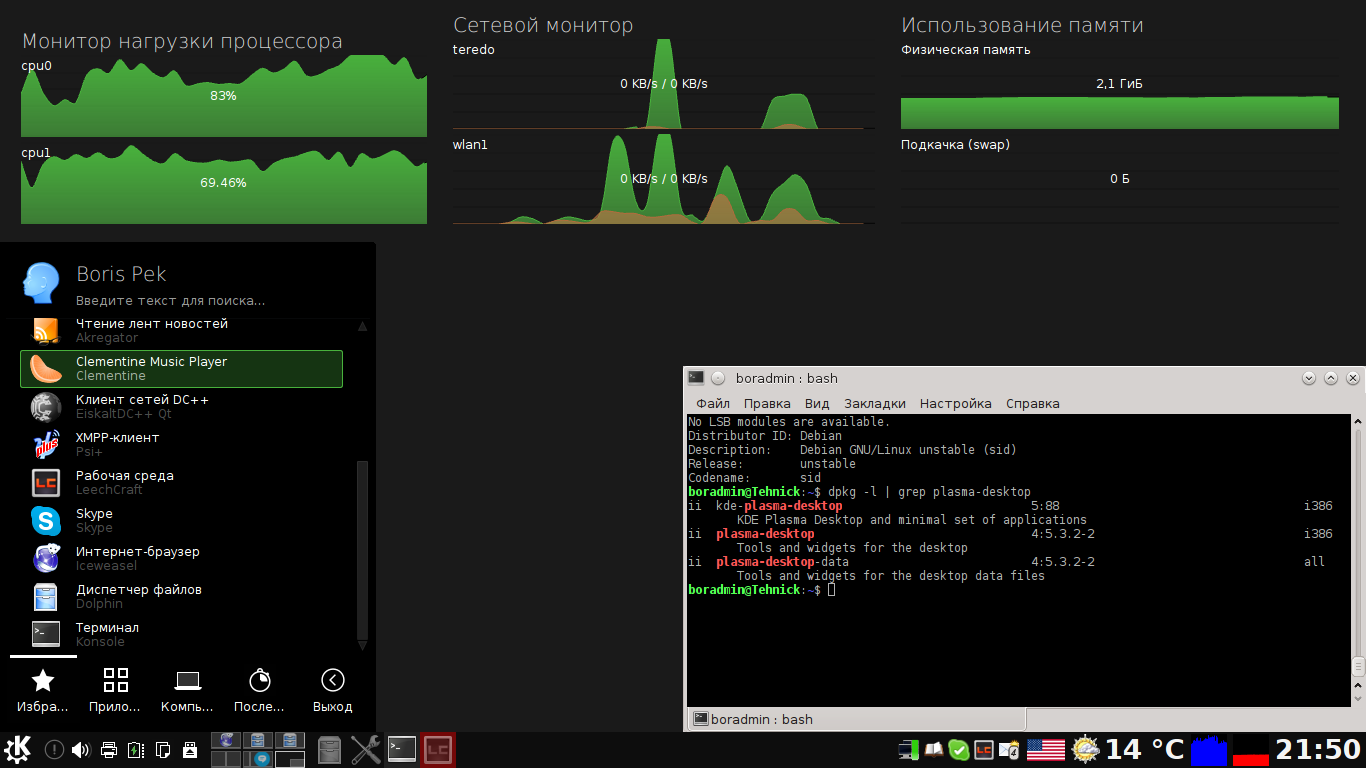 Монитор нагрузки процессора
cpu0
83%
cpu1
69.46%
Сетевой монитор
teredo
0 KB/s / 0 KB/s
wlan1
0 KB/s / 0 KB/s
Использование памяти
Физическая память
2,1 ГиБ
Подкачка (swap)
0 Б
Boris Pek
Введите текст для поиска...
Чтение лент новостей
Akregator
Clementine Music Player
Clementine
Клиент сетей DC++
EiskaltDC++ Qt
XMPP-клиент
Psi+
Рабочая среда
LeechCraft
Skype
Skype
Интернет-браузер
Iceweasel
Диспетчер файлов
Dolphin
Терминал
Konsole
Избра... Прило... Компь... После... Выход
boradmin : bash
Файл Правка Вид Закладки Настройка Справка
No LSB modules are available.
Distributor ID: Debian
Description:    Debian GNU/Linux unstable (sid)
Release:        unstable
Codename:       sid
boradmin@Tehnick:~$ dpkg -l | grep plasma-desktop
ii  kde-plasma-desktop                           5:88                              i386
       KDE Plasma Desktop and minimal set of applications
ii  plasma-desktop                               4:5.3.2-2                         i386
       Tools and widgets for the desktop
ii  plasma-desktop-data                          4:5.3.2-2                         all
       Tools and widgets for the desktop data files
boradmin@Tehnick:~$
boradmin : bash
LC
LC
4
14 °C
21:50